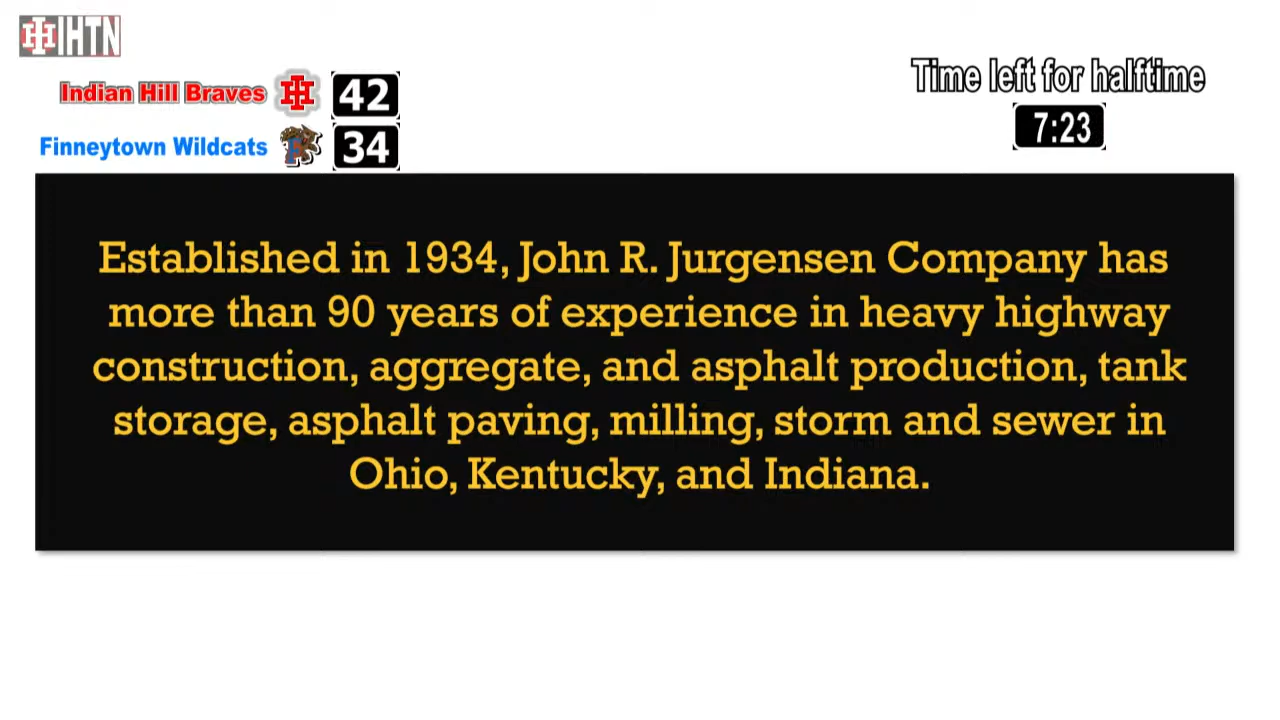 IH IHTN
Indian Hill Braves IH 42
Finneytown Wildcats F 34
Time left for halftime
7:23
Established in 1934, John R. Jurgensen Company has
more than 90 years of experience in heavy highway
construction, aggregate, and asphalt production, tank
storage, asphalt paving, milling, storm and sewer in
Ohio, Kentucky, and Indiana.